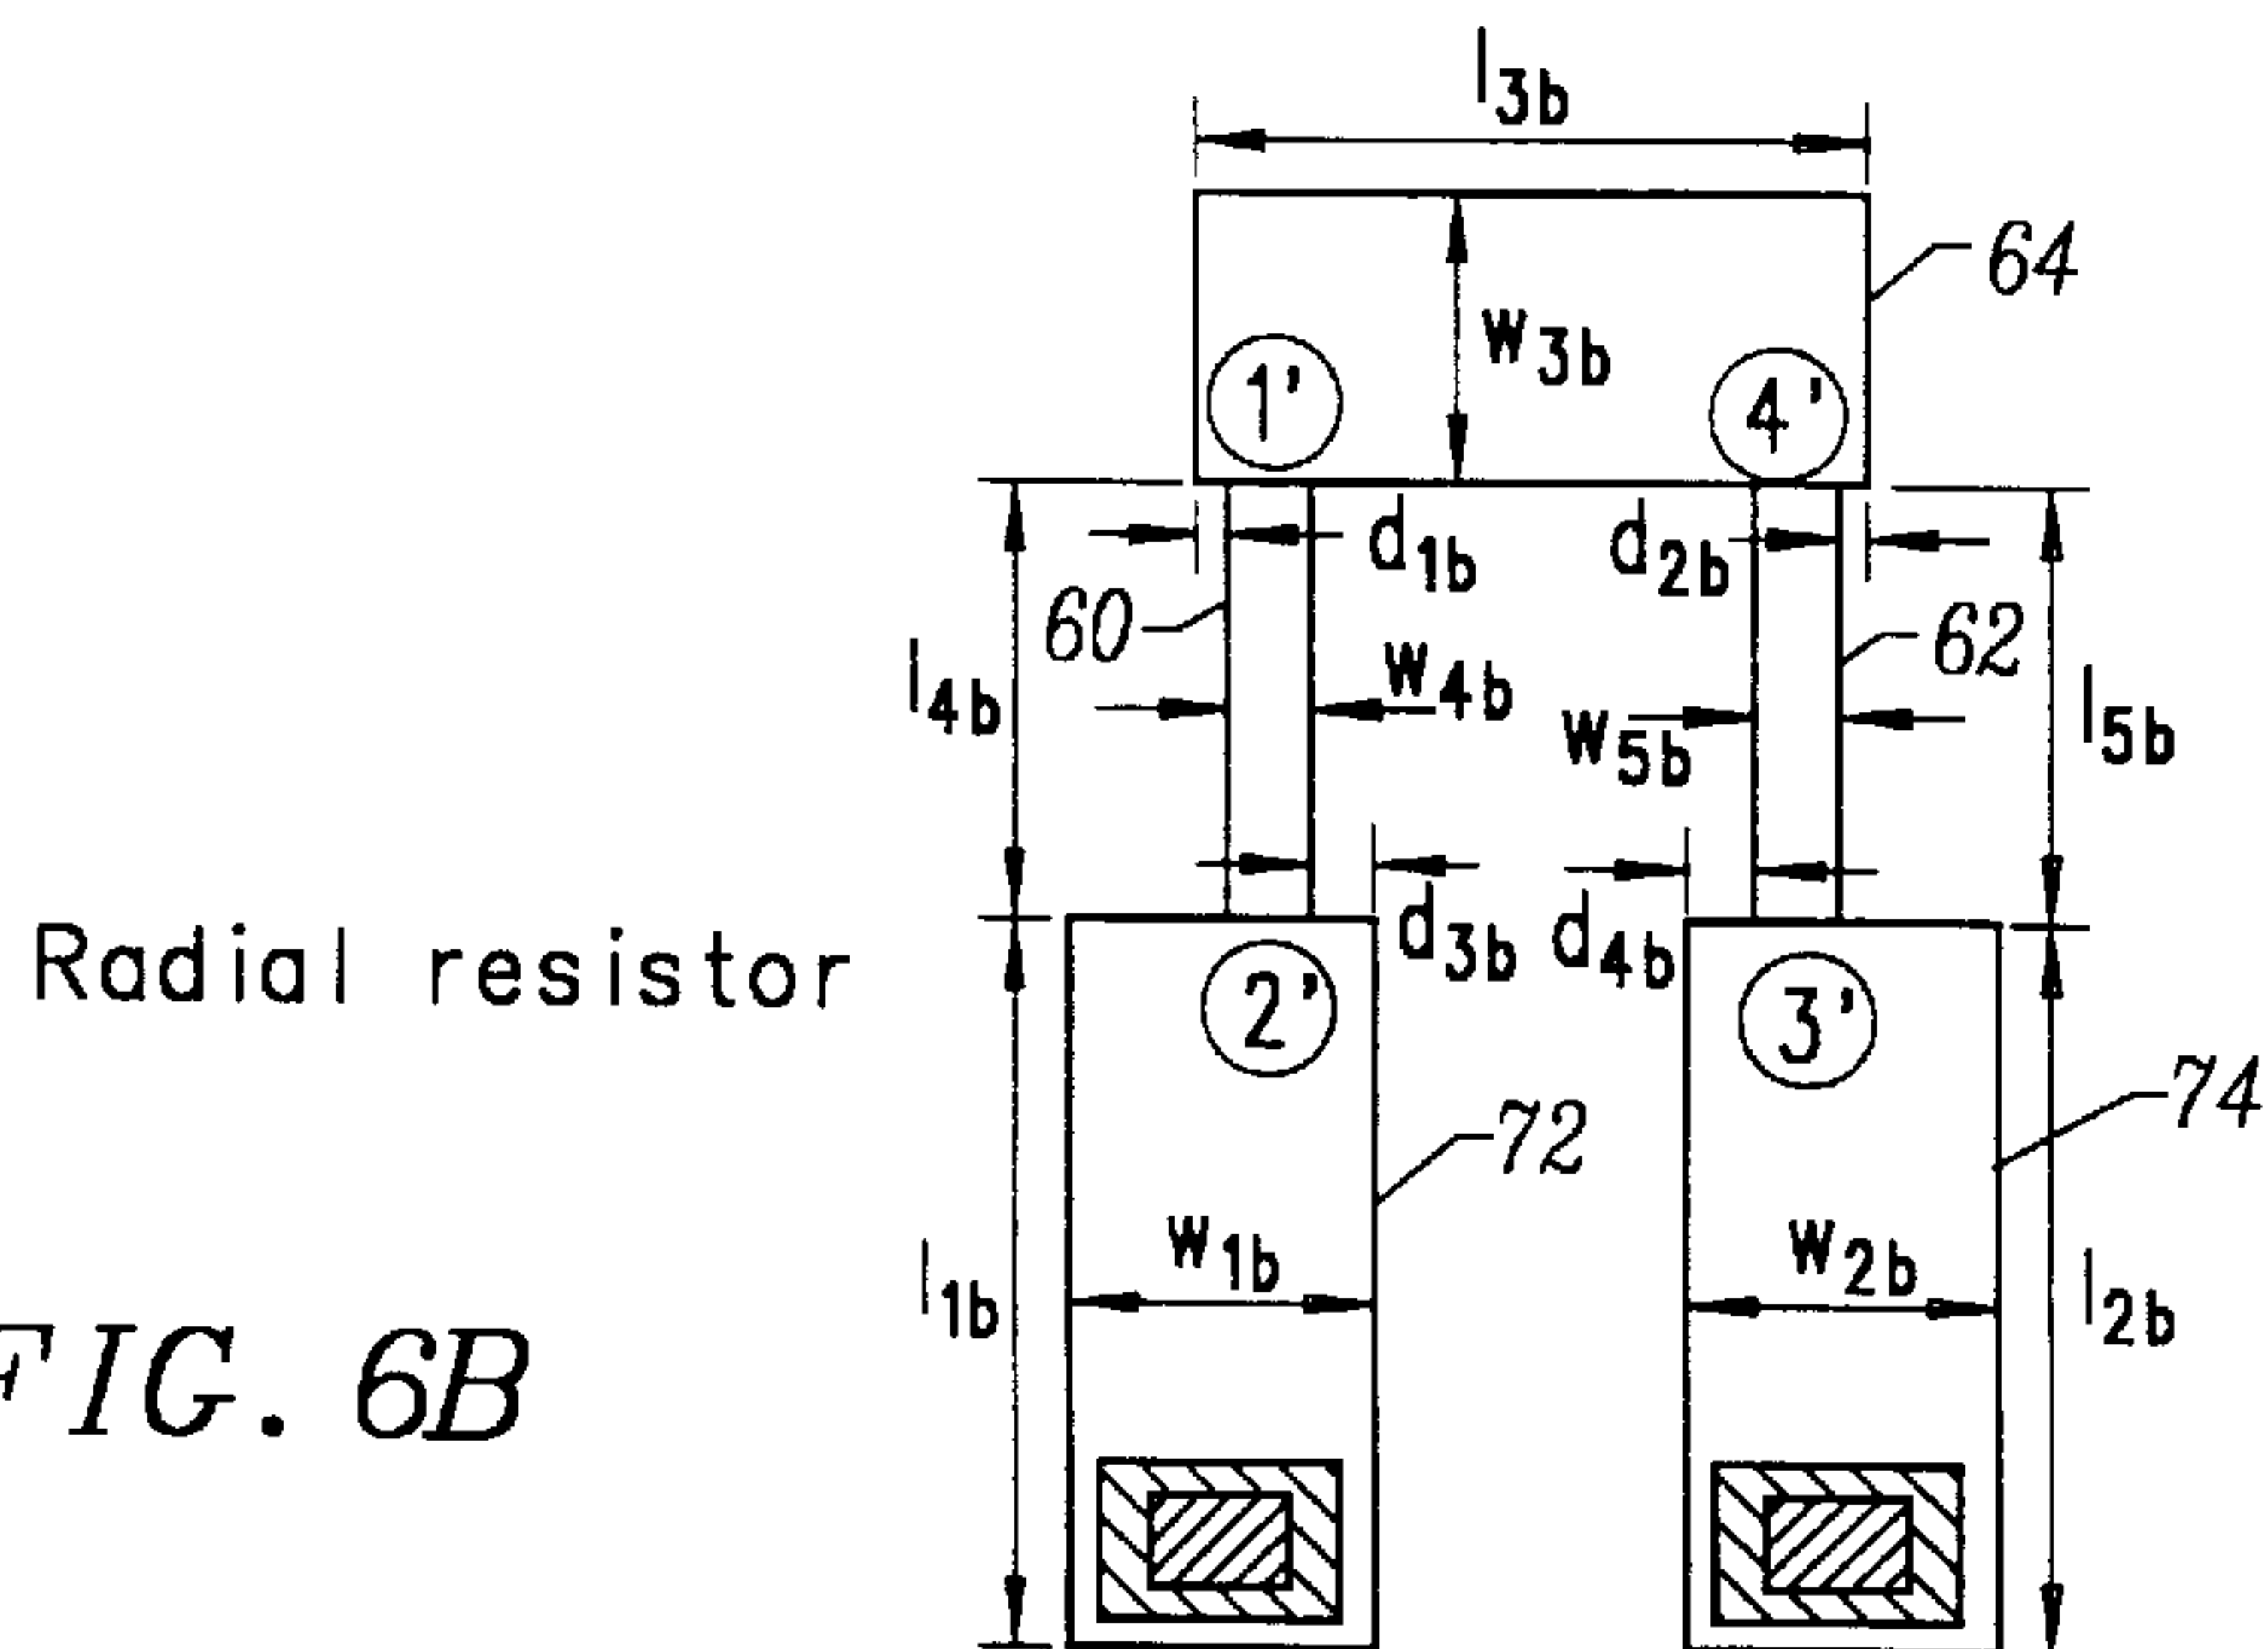 l3b
64
w3b
1'
4'
d1b
d2b
60
62
l4b
w4b
w5b
l5b
d3b
d4b
Radial resistor
2'
3'
74
72
w1b
w2b
l1b
l2b
FIG. 6B